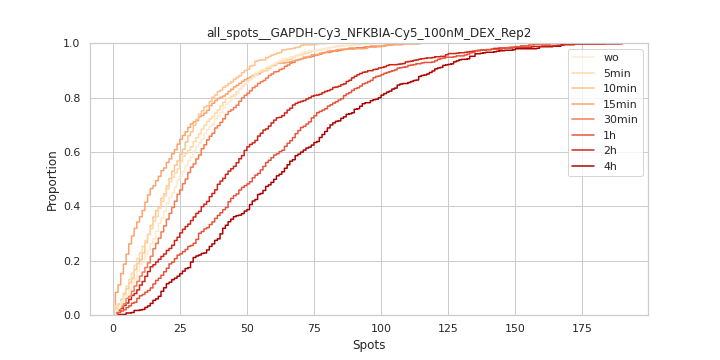 all_spots__GAPDH-Cy3_NFKBIA-Cy5_100nM_DEX_Rep2
1.0
0.8
0.6
0.4
0.2
0.0
Proportion
wo
5min
10min
15min
30min
1h
2h
4h
0
25
50
75
100
125
150
175
Spots